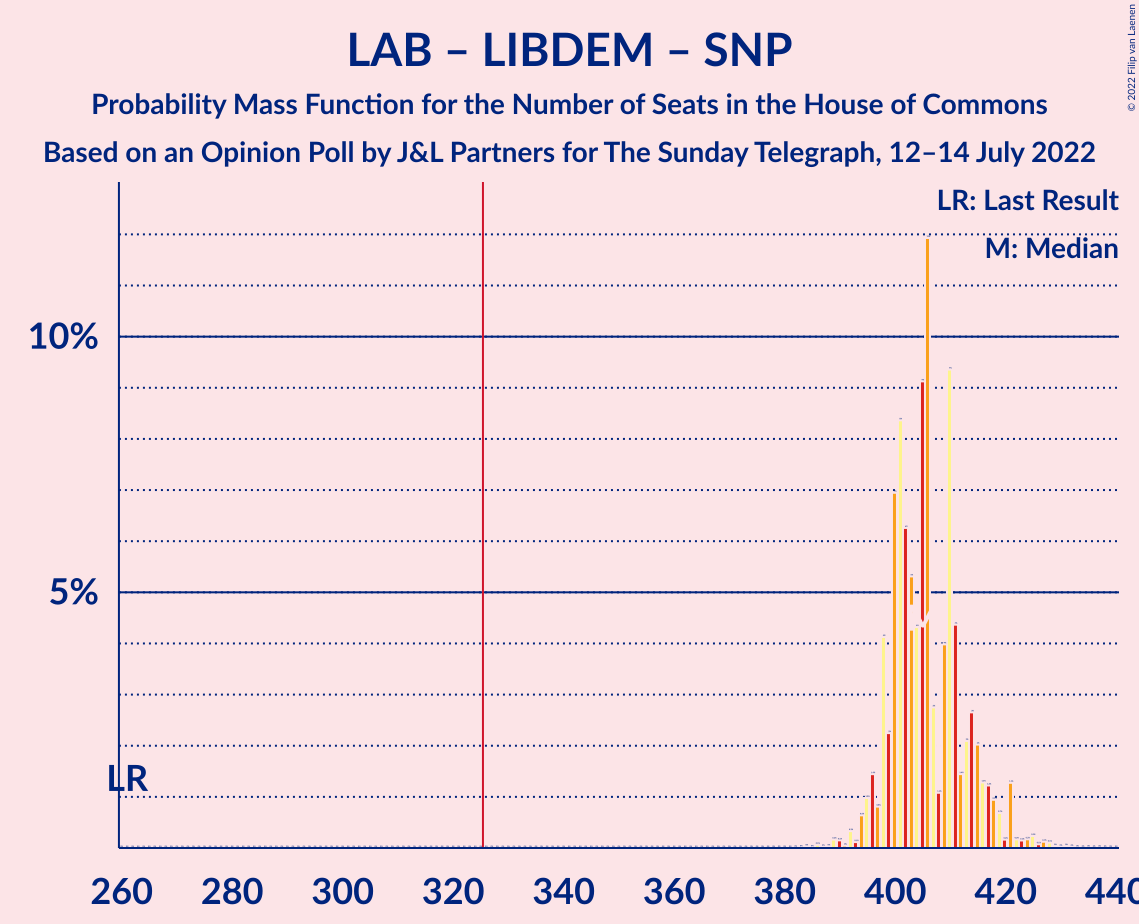 LAB – LIBDEM – SNP
Probability Mass Function for the Number of Seats in the House of Commons
Based on an Opinion Poll by J&L Partners for The Sunday Telegraph, 12–14 July 2022
© 2022 Filip van Laenen
LR: Last Result
M: Median
10%
5%
LR
260 280 300 320 340 360 380 400 420 440